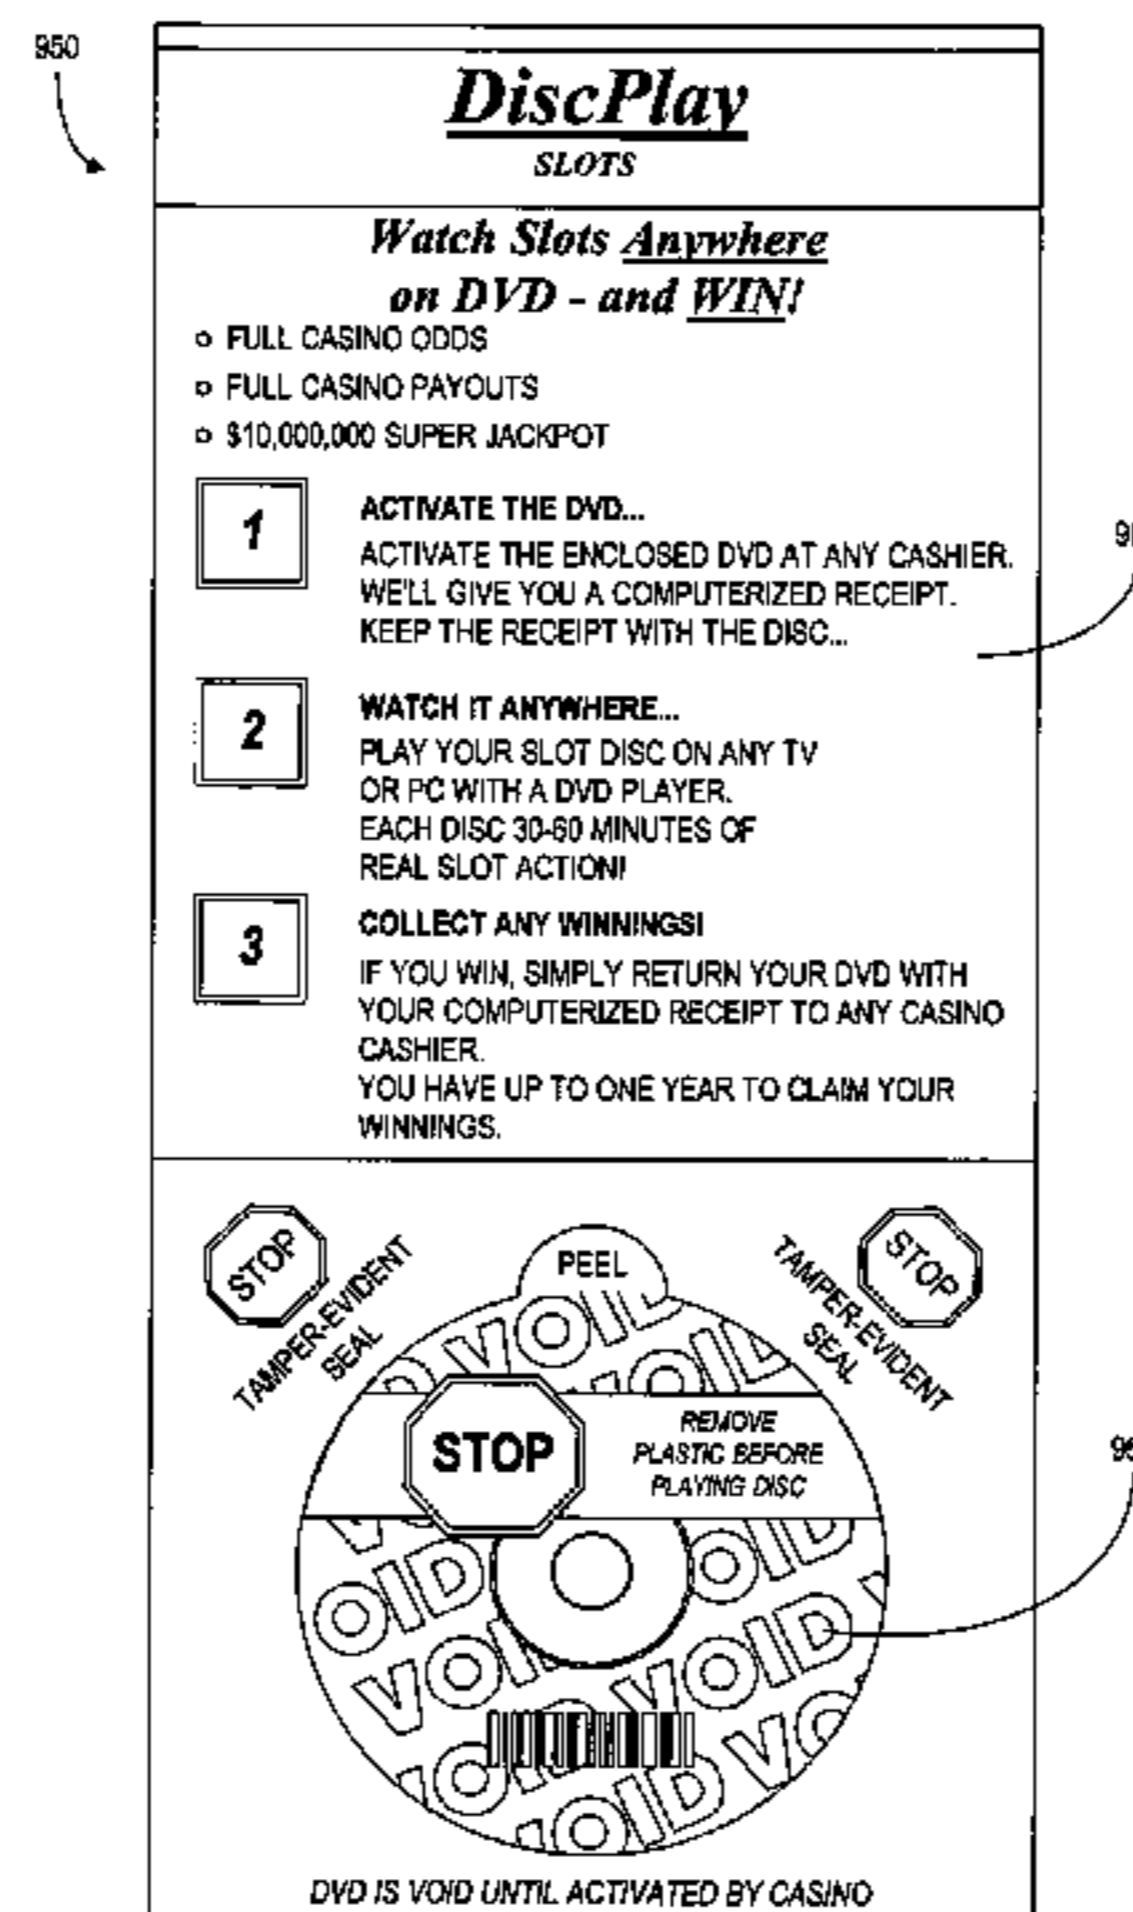 950
DiscPlay
SLOTS
Watch Slots Anywhere
on DVD - and WIN!
FULL CASINO ODDS
FULL CASINO PAYOUTS
$10,000,000 SUPER JACKPOT
1
ACTIVATE THE DVD...
ACTIVATE THE ENCLOSED DVD AT ANY CASHIER.
WE'LL GIVE YOU A COMPUTERIZED RECEIPT.
KEEP THE RECEIPT WITH THE DISC...
2
WATCH IT ANYWHERE...
PLAY YOUR SLOT DISC ON ANY TV
OR PC WITH A DVD PLAYER.
EACH DISC 30-60 MINUTES OF
REAL SLOT ACTION!
3
COLLECT ANY WINNINGS!
IF YOU WIN, SIMPLY RETURN YOUR DVD WITH
YOUR COMPUTERIZED RECEIPT TO ANY CASINO
CASHIER.
YOU HAVE UP TO ONE YEAR TO CLAIM YOUR
WINNINGS.
STOP
TAMPER-EVIDENT
SEAL
PEEL
STOP
TAMPER-EVIDENT
SEAL
VOID
STOP
REMOVE
PLASTIC BEFORE
PLAYING DISC
VOID VOID
VOID
DVD IS VOID UNTIL ACTIVATED BY CASINO